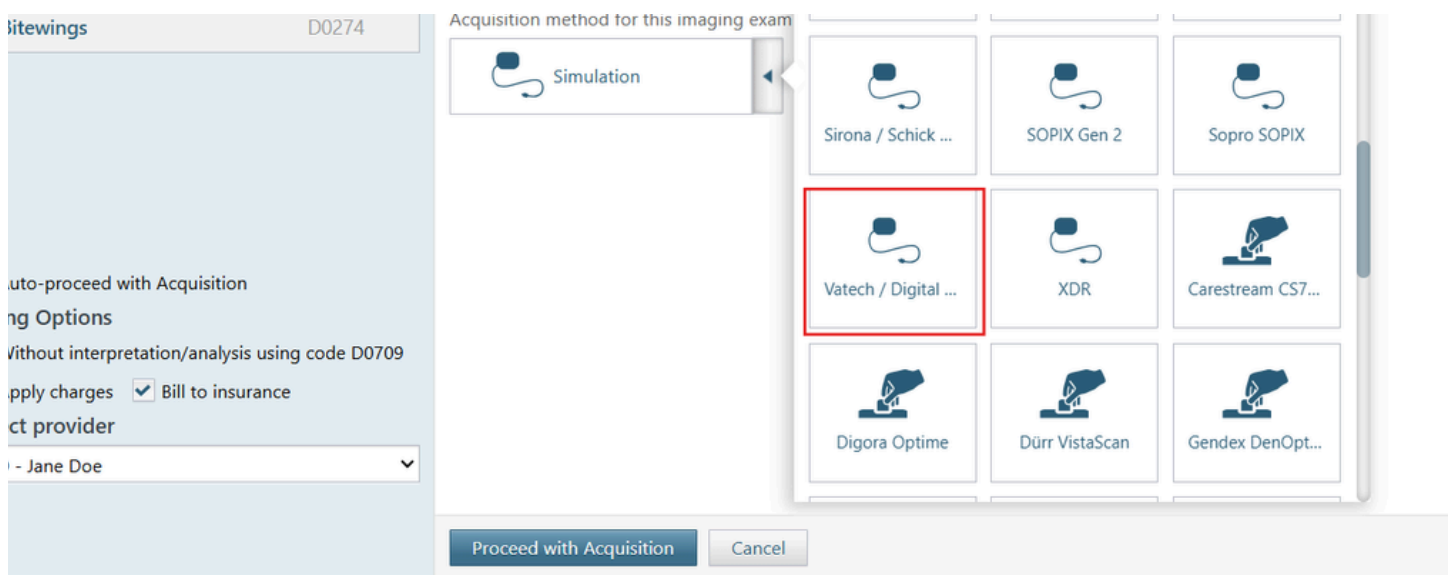 Bitewings D0274
Auto-proceed with Acquisition
ng Options
Without interpretation/analysis using code D0709
Apply charges Bill to insurance
ct provider
- Jane Doe
Acquisition method for this imaging exam
Simulation
Sirona / Schick ... SOPIX Gen 2 Sopro SOPIX
Vatech / Digital ... XDR Carestream CS7...
Digora Optime Dürr VistaScan Gendex DenOpt...
Proceed with Acquisition Cancel